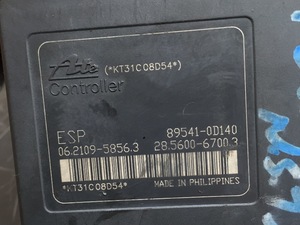 Ate (*KT31C08D54*)
Controller
ESP 89541-0D140
06.2109-5856.3 28.5600-6700.3
*KT31C08D54* MADE IN PHILIPPINES